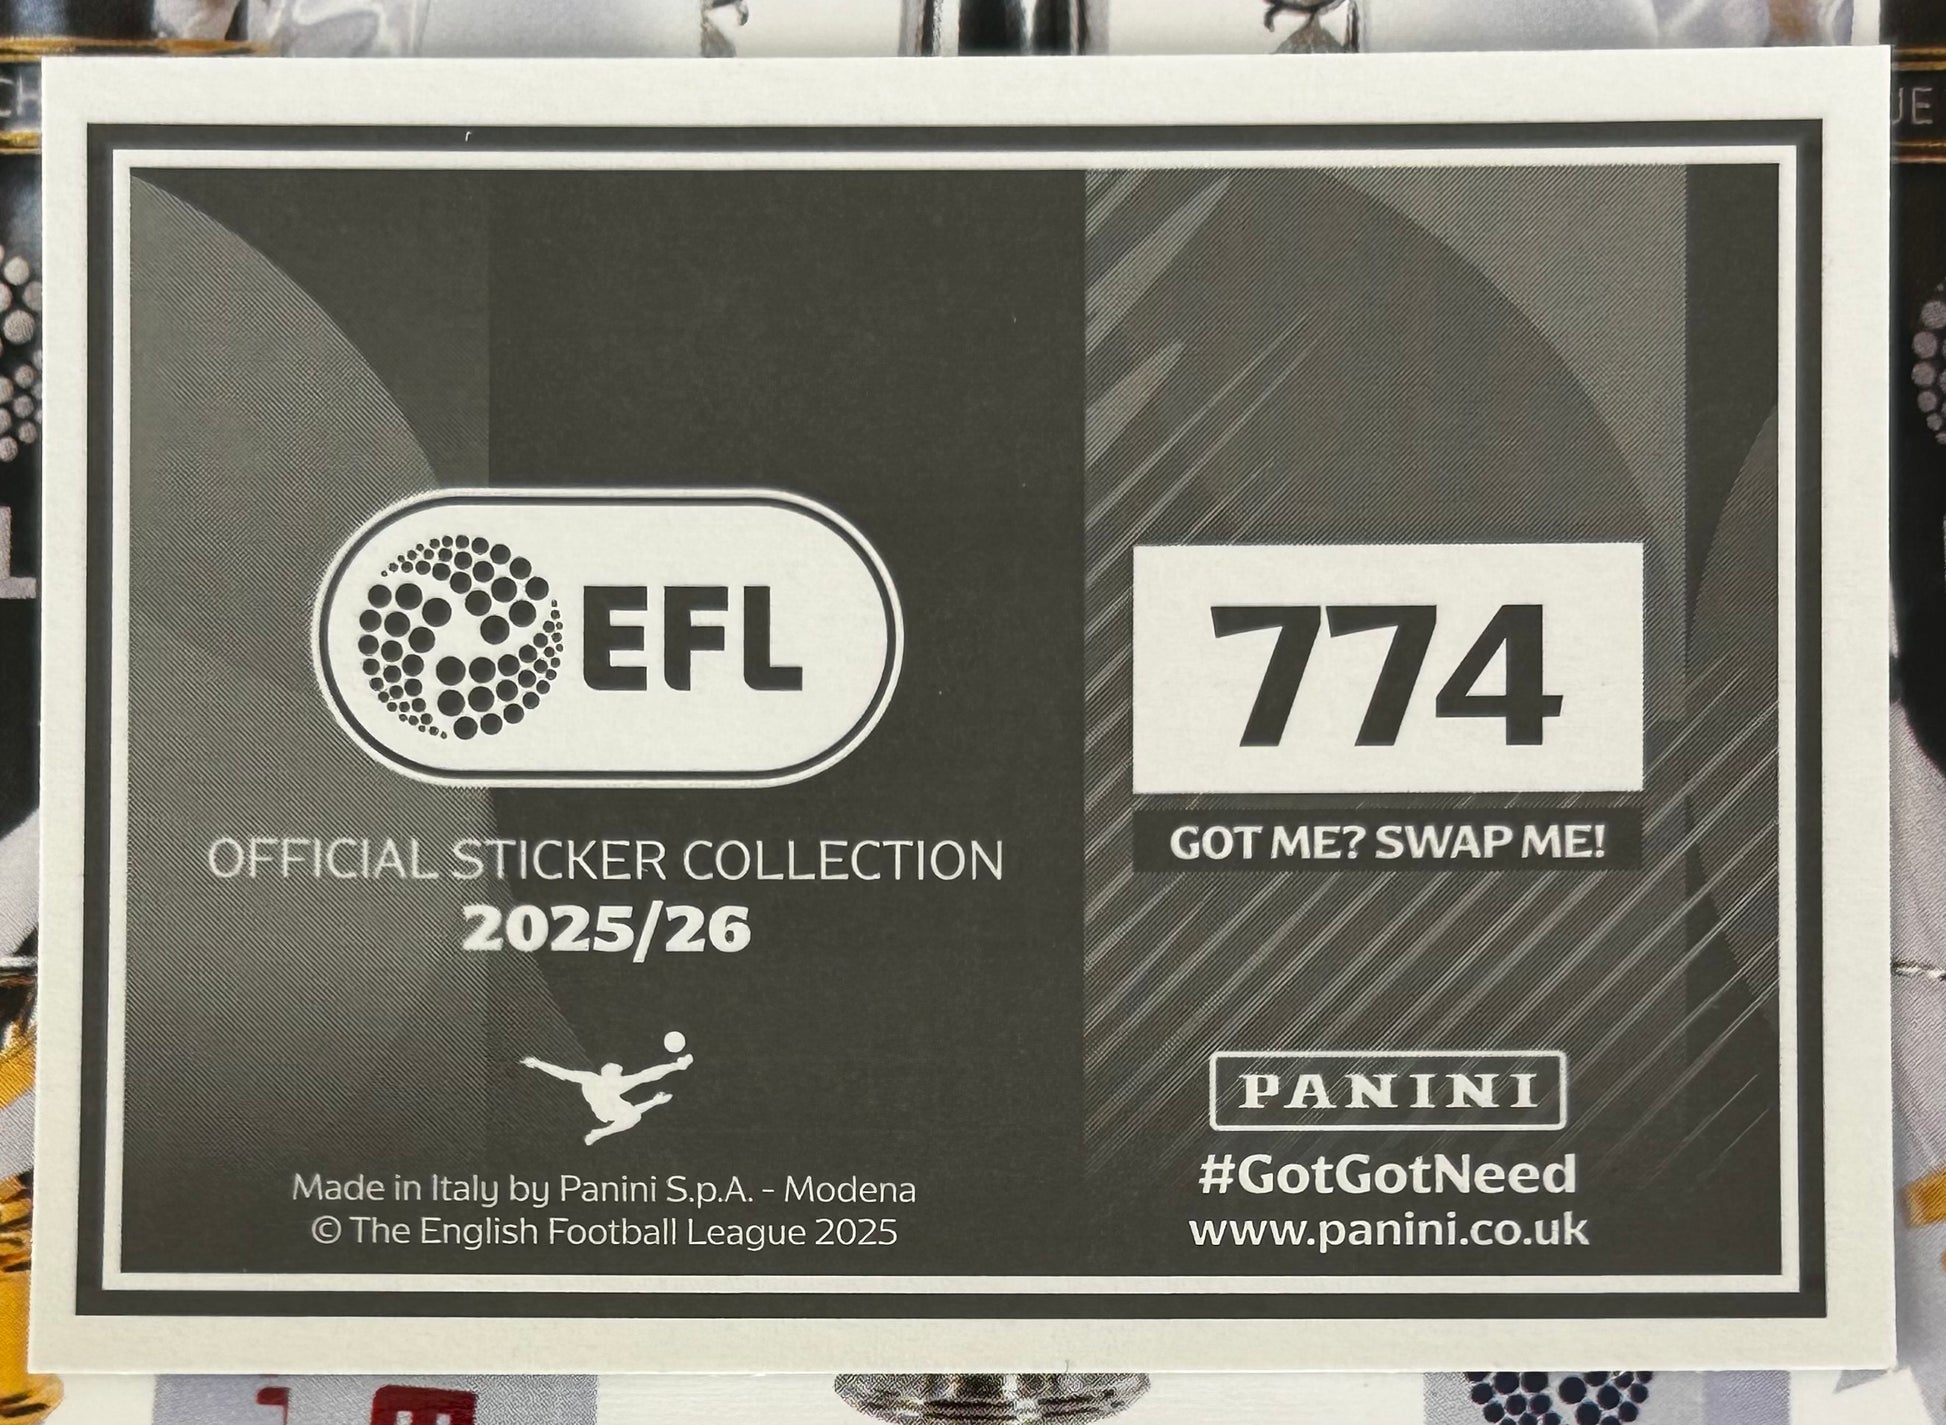 EFL
OFFICIAL STICKER COLLECTION
2025/26
Made in Italy by Panini S.p.A. - Modena
© The English Football League 2025
774
GOT ME? SWAP ME!
PANINI
#GotGotNeed
www.panini.co.uk